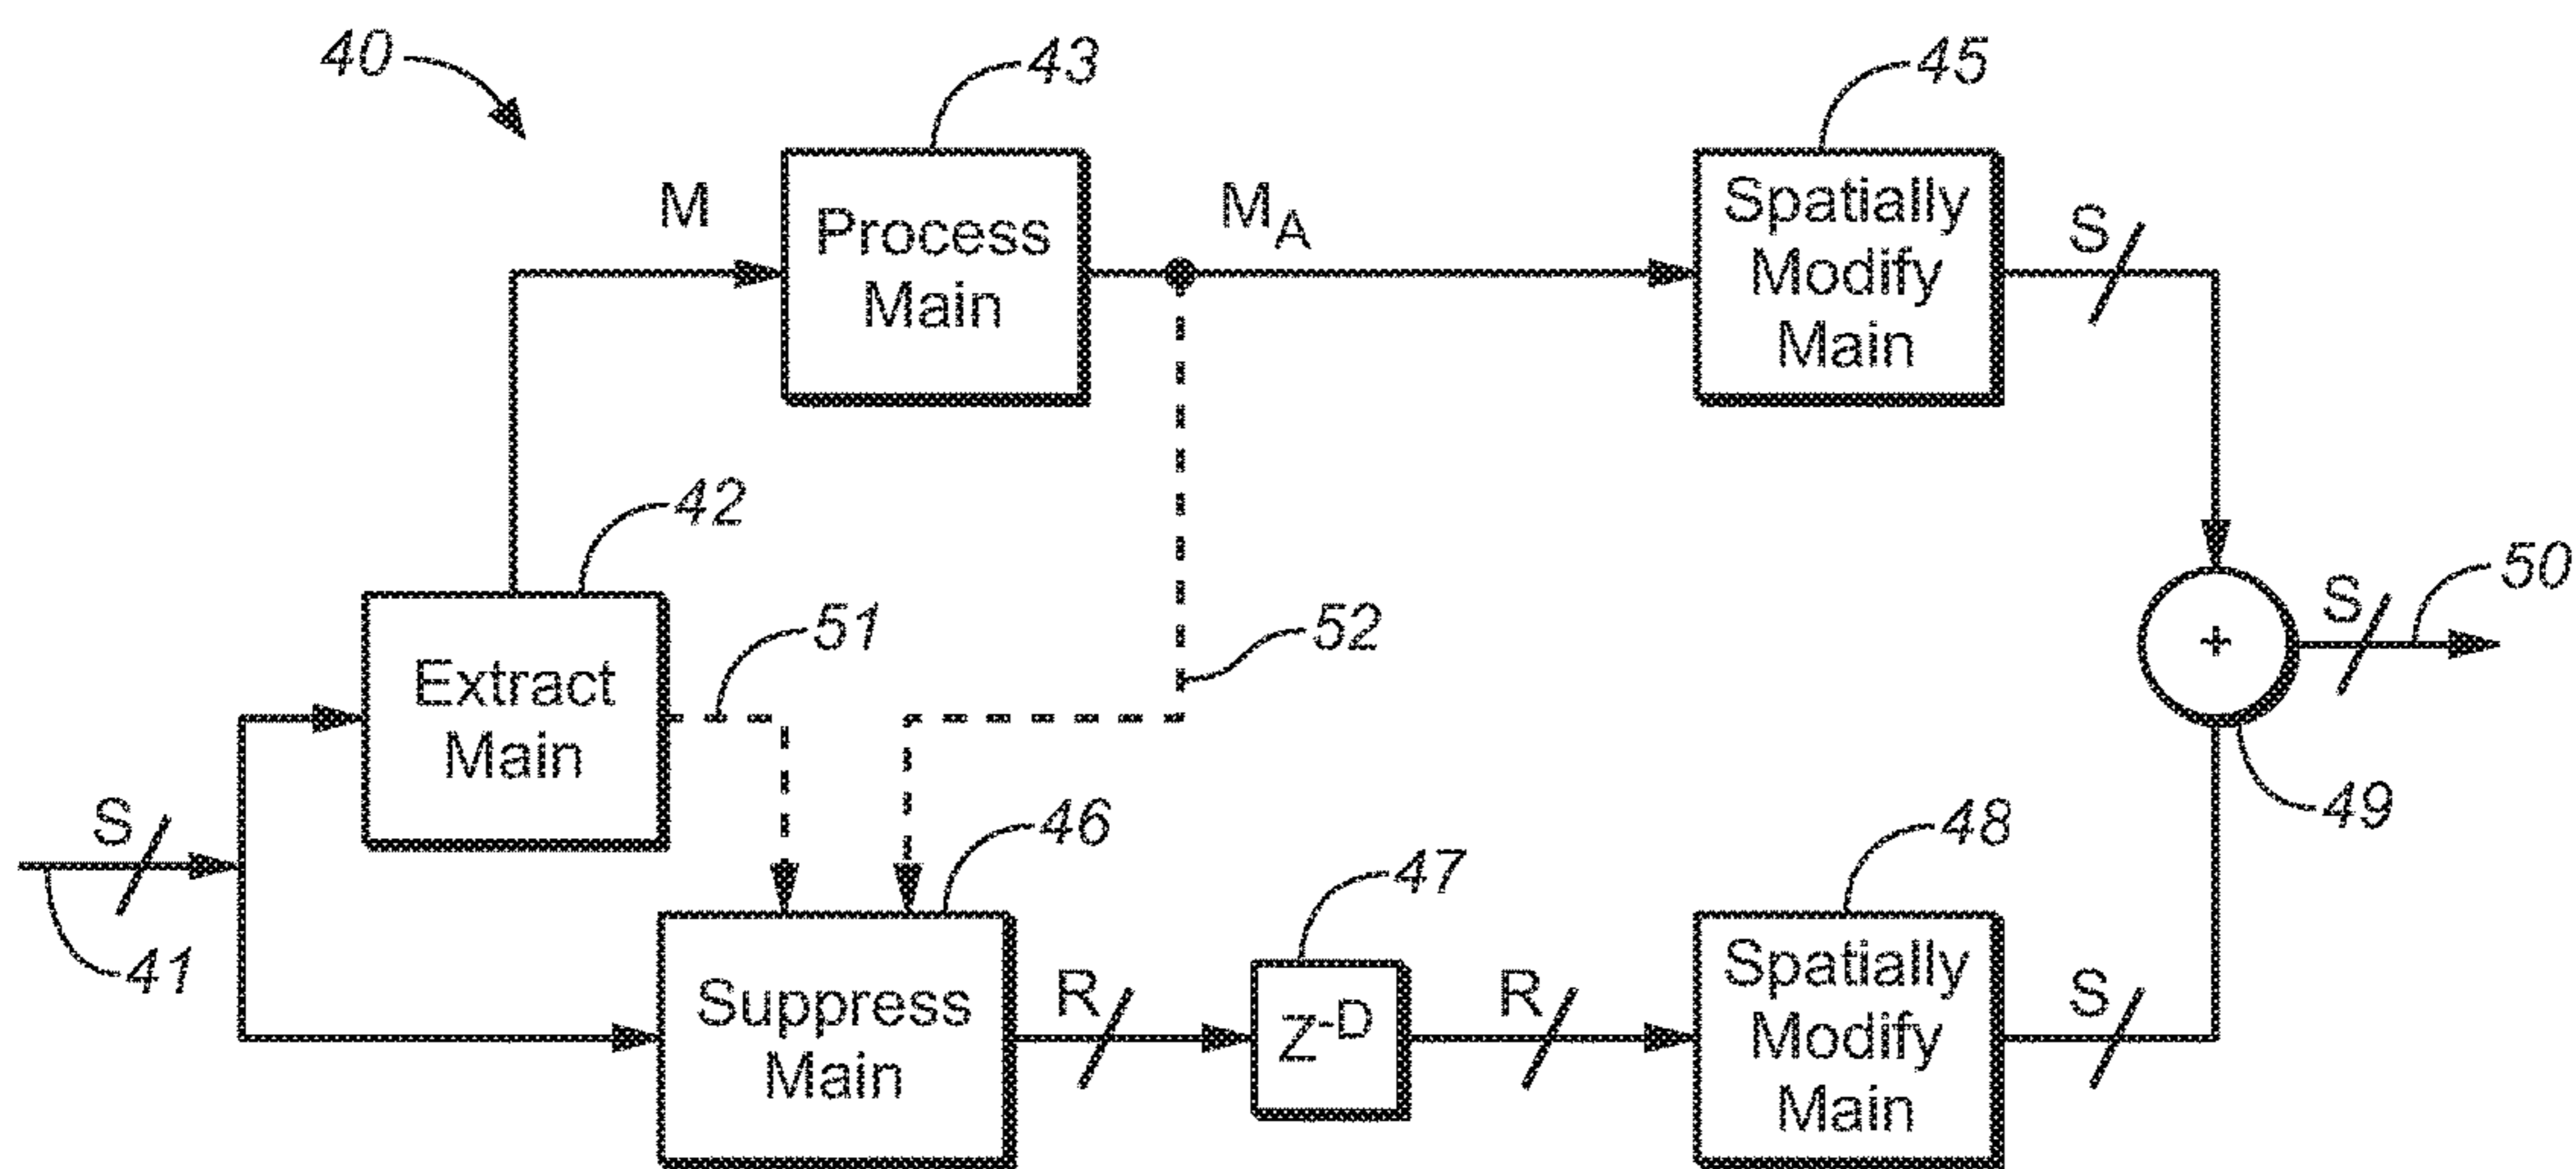 40
43
45
M
Process
Main
M_A
Spatially
Modify
Main
S
42
Extract
Main
51
52
S
50
+
49
S
41
46
Suppress
Main
R
47
Z^-D
R
48
Spatially
Modify
Main
S